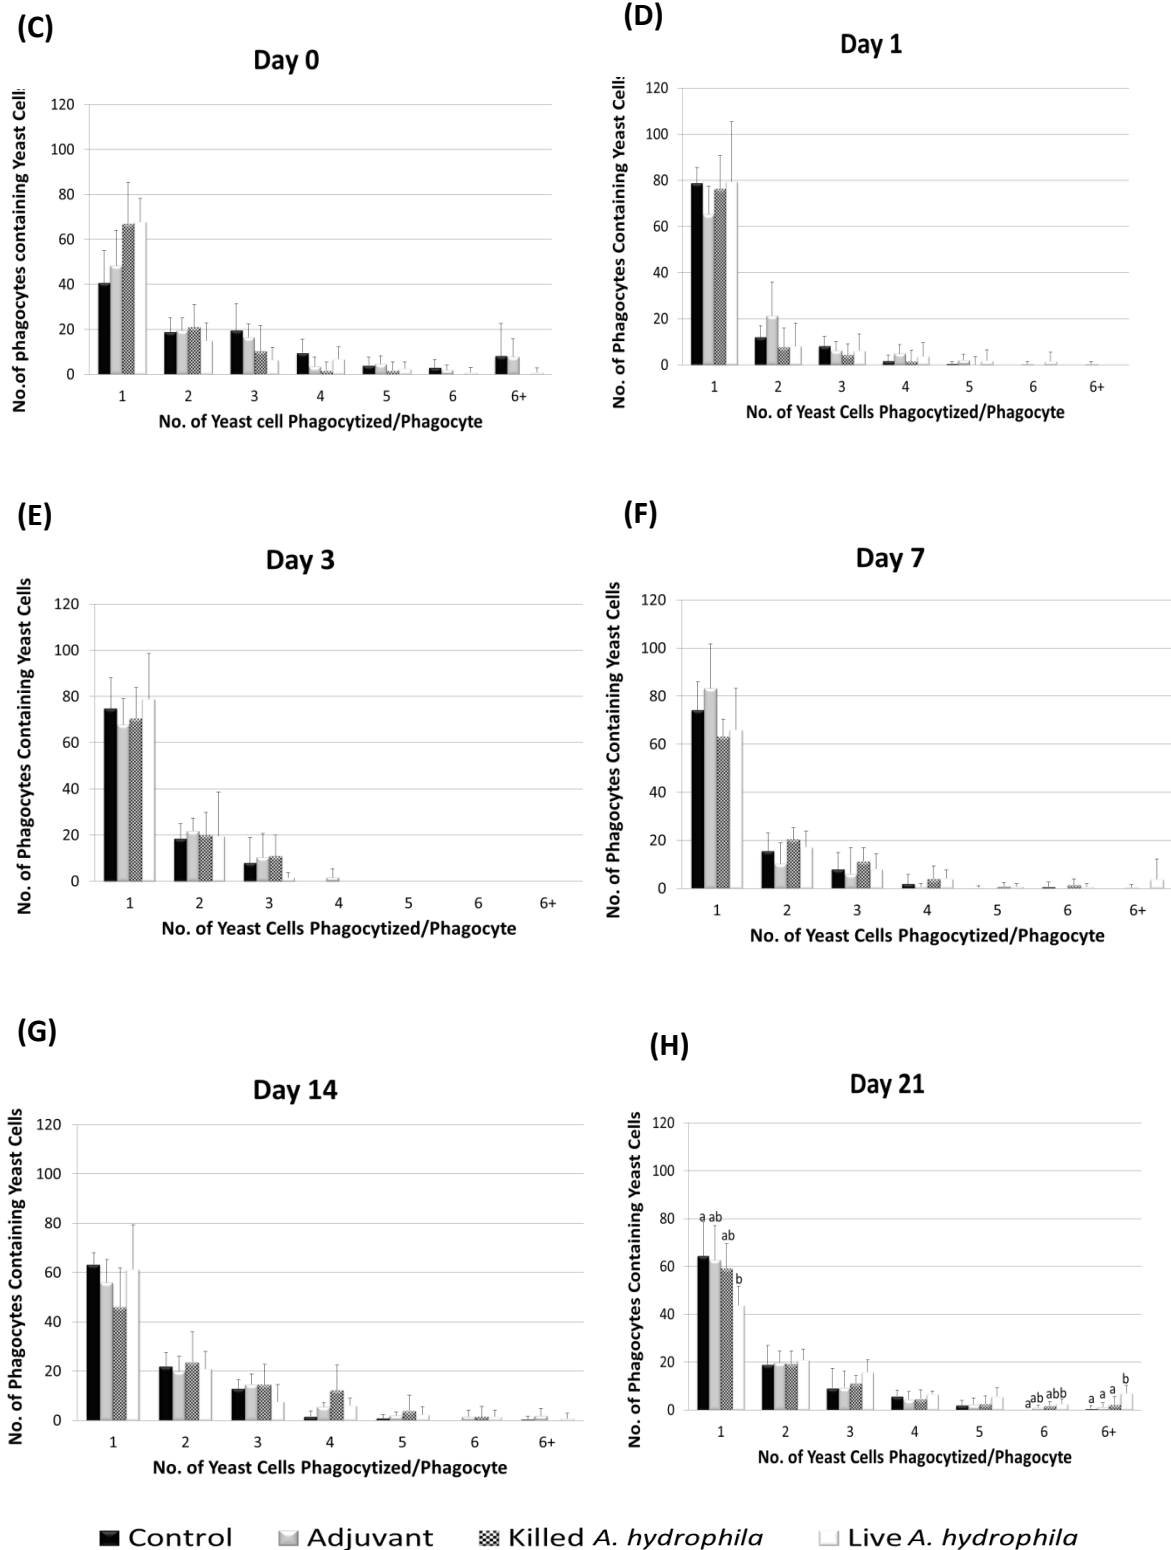 (C)
Day 0
No.of phagocytes containing Yeast Cell
120
100
80
60
40
20
0
1 2 3 4 5 6 6+
No. of Yeast cell Phagocytized/Phagocyte
(D)
Day 1
No. of Phagocytes Containing Yeast Cells
120
100
80
60
40
20
0
1 2 3 4 5 6 6+
No. of Yeast Cells Phagocytized/Phagocyte
(E)
Day 3
No. of Phagocytes Containing Yeast Cells
120
100
80
60
40
20
0
1 2 3 4 5 6 6+
No. of Yeast Cells Phagocytized/Phagocyte
(F)
Day 7
No. of Phagocytes Containing Yeast Cells
120
100
80
60
40
20
0
1 2 3 4 5 6 6+
No. of Yeast Cells Phagocytized/Phagocyte
(G)
Day 14
No. of Phagocytes Containing Yeast Cells
120
100
80
60
40
20
0
1 2 3 4 5 6 6+
No. of Yeast Cells Phagocytized/Phagocyte
(H)
Day 21
No. of Phagocytes Containing Yeast Cells
120
100
80
60
40
20
0
a ab
ab
b
a ab abb
a a a b
1 2 3 4 5 6 6+
No. of Yeast Cells Phagocytized/Phagocyte
Control Adjuvant Killed A. hydrophila Live A. hydrophila